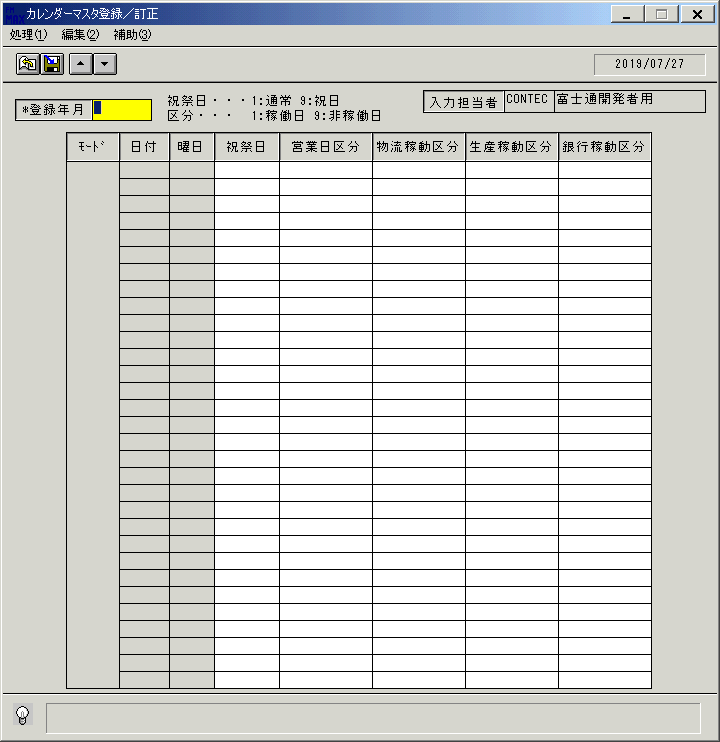 カレンダーマスタ登録／訂正
処理(1) 編集(2) 補助(3)
2019/07/27
*登録年月
祝祭日・・・1:通常 9:祝日
区分・・・ 1:稼働日 9:非稼働日
入力担当者 CONTEC 富士通開発者用
ﾓｰﾄﾞ 日付 曜日 祝祭日 営業日区分 物流稼動区分 生産稼動区分 銀行稼動区分